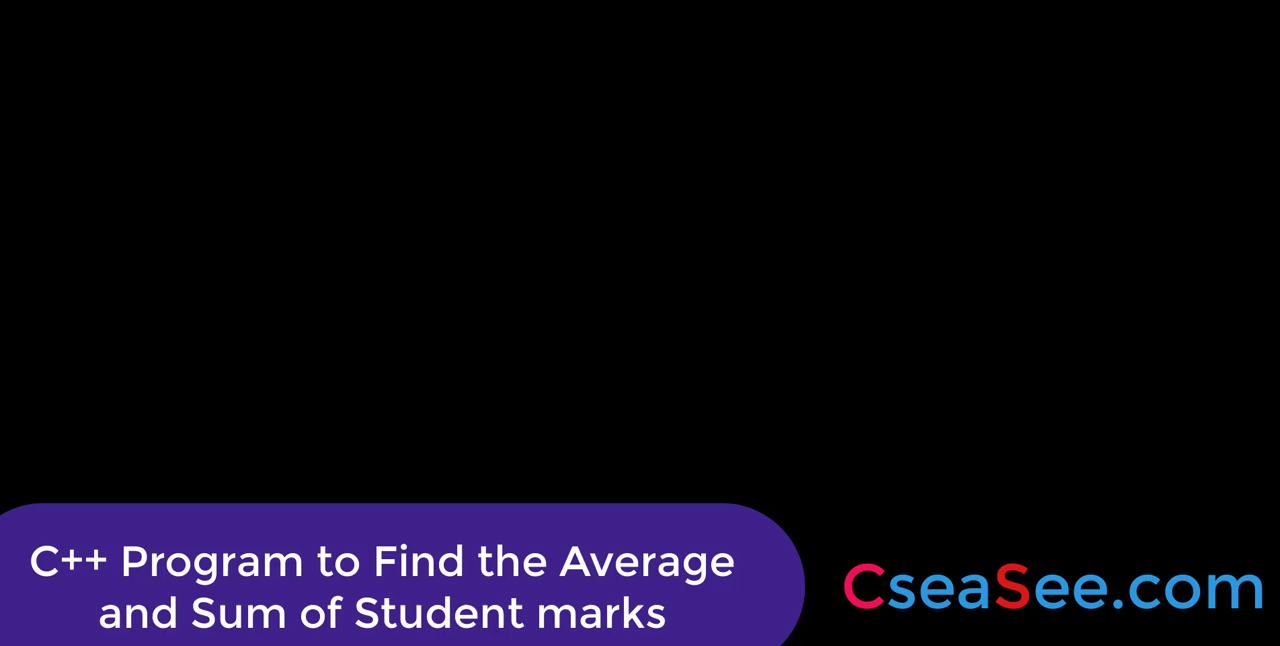 C++ Program to Find the Average
and Sum of Student marks
CseaSee.com